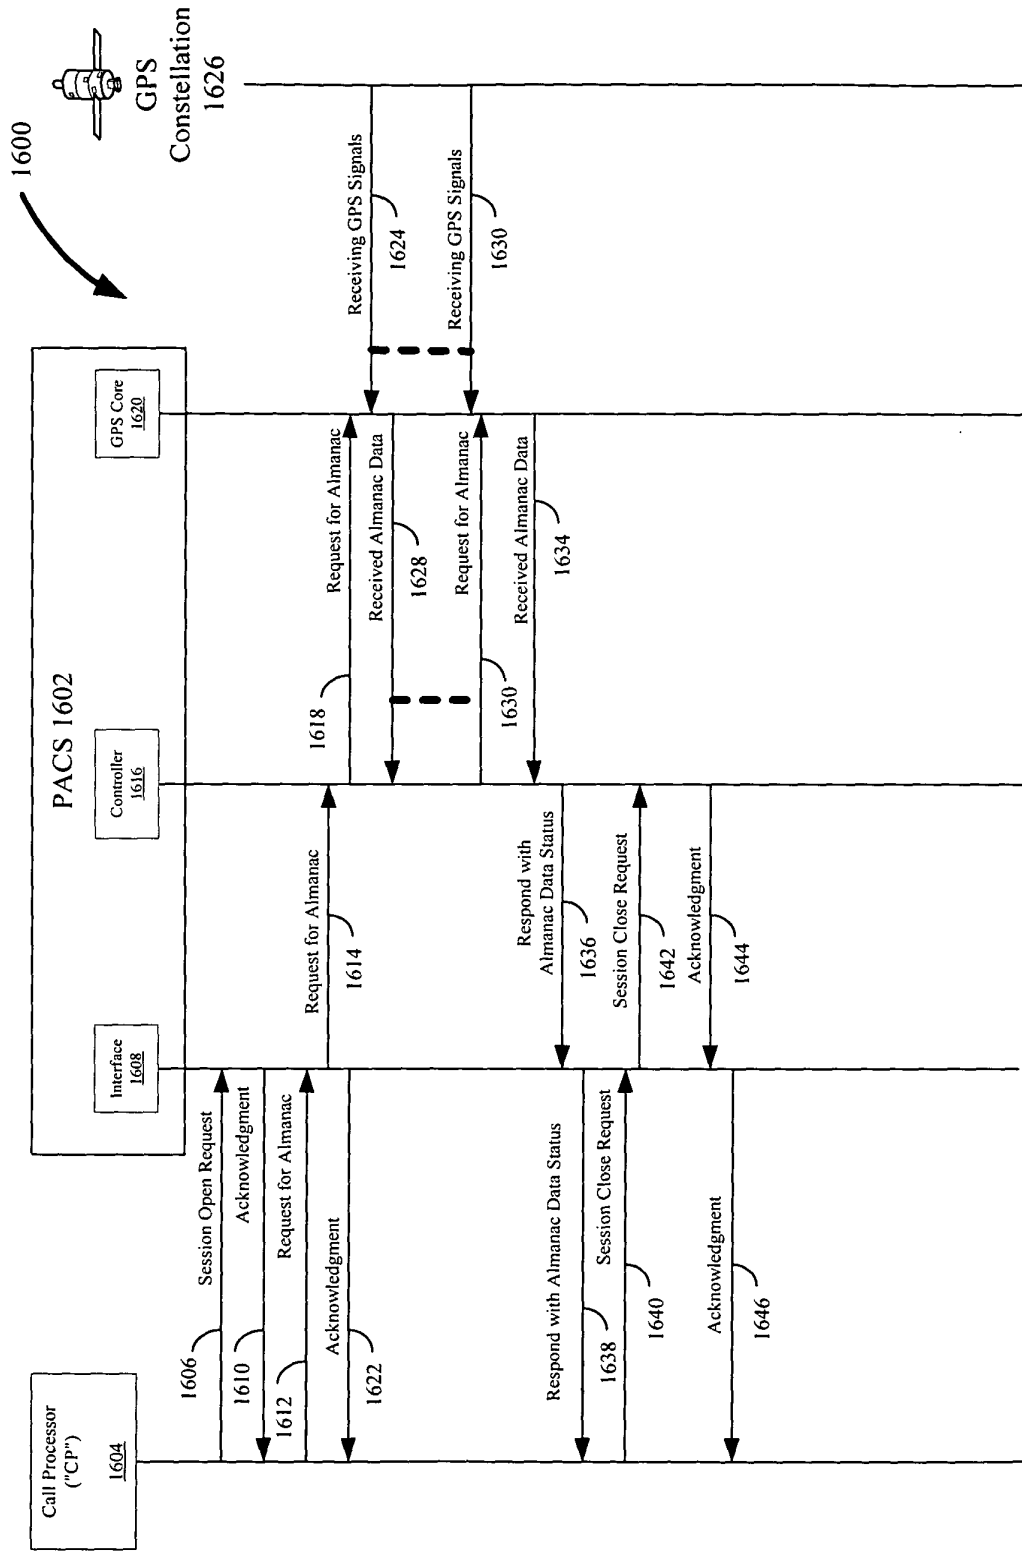 1600
GPS
Constellation
1626
PACS 1602
Call Processor
("CP")
1604
Interface
1608
Controller
1616
GPS Core
1620
Session Open Request
1606
Acknowledgment
1610
Request for Almanac
1612
Request for Almanac
1614
Request for Almanac
1618
Acknowledgment
1622
Receiving GPS Signals
1624
Received Almanac Data
1628
Receiving GPS Signals
1630
Request for Almanac
1630
Received Almanac Data
1634
Respond with
Almanac Data Status
1636
Respond with Almanac Data Status
1638
Session Close Request
1640
Session Close Request
1642
Acknowledgment
1644
Acknowledgment
1646